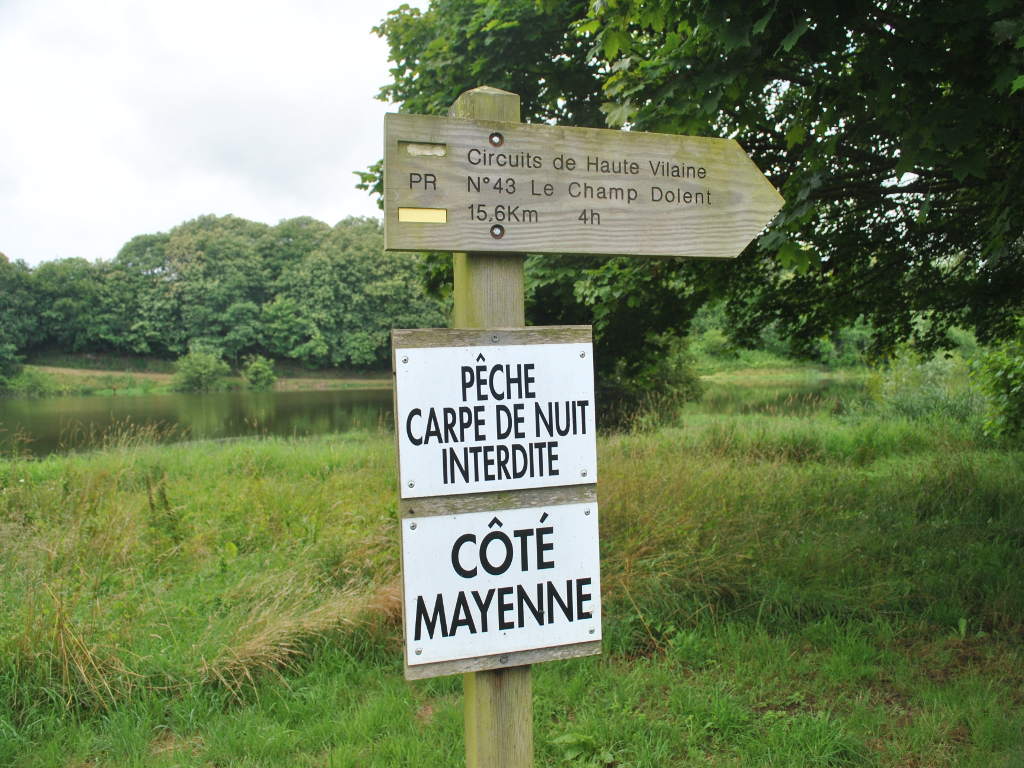 Circuits de Haute Vilaine
PR N°43 Le Champ Dolent
15,6Km 4h
PÊCHE
CARPE DE NUIT
INTERDITE
CÔTÉ
MAYENNE